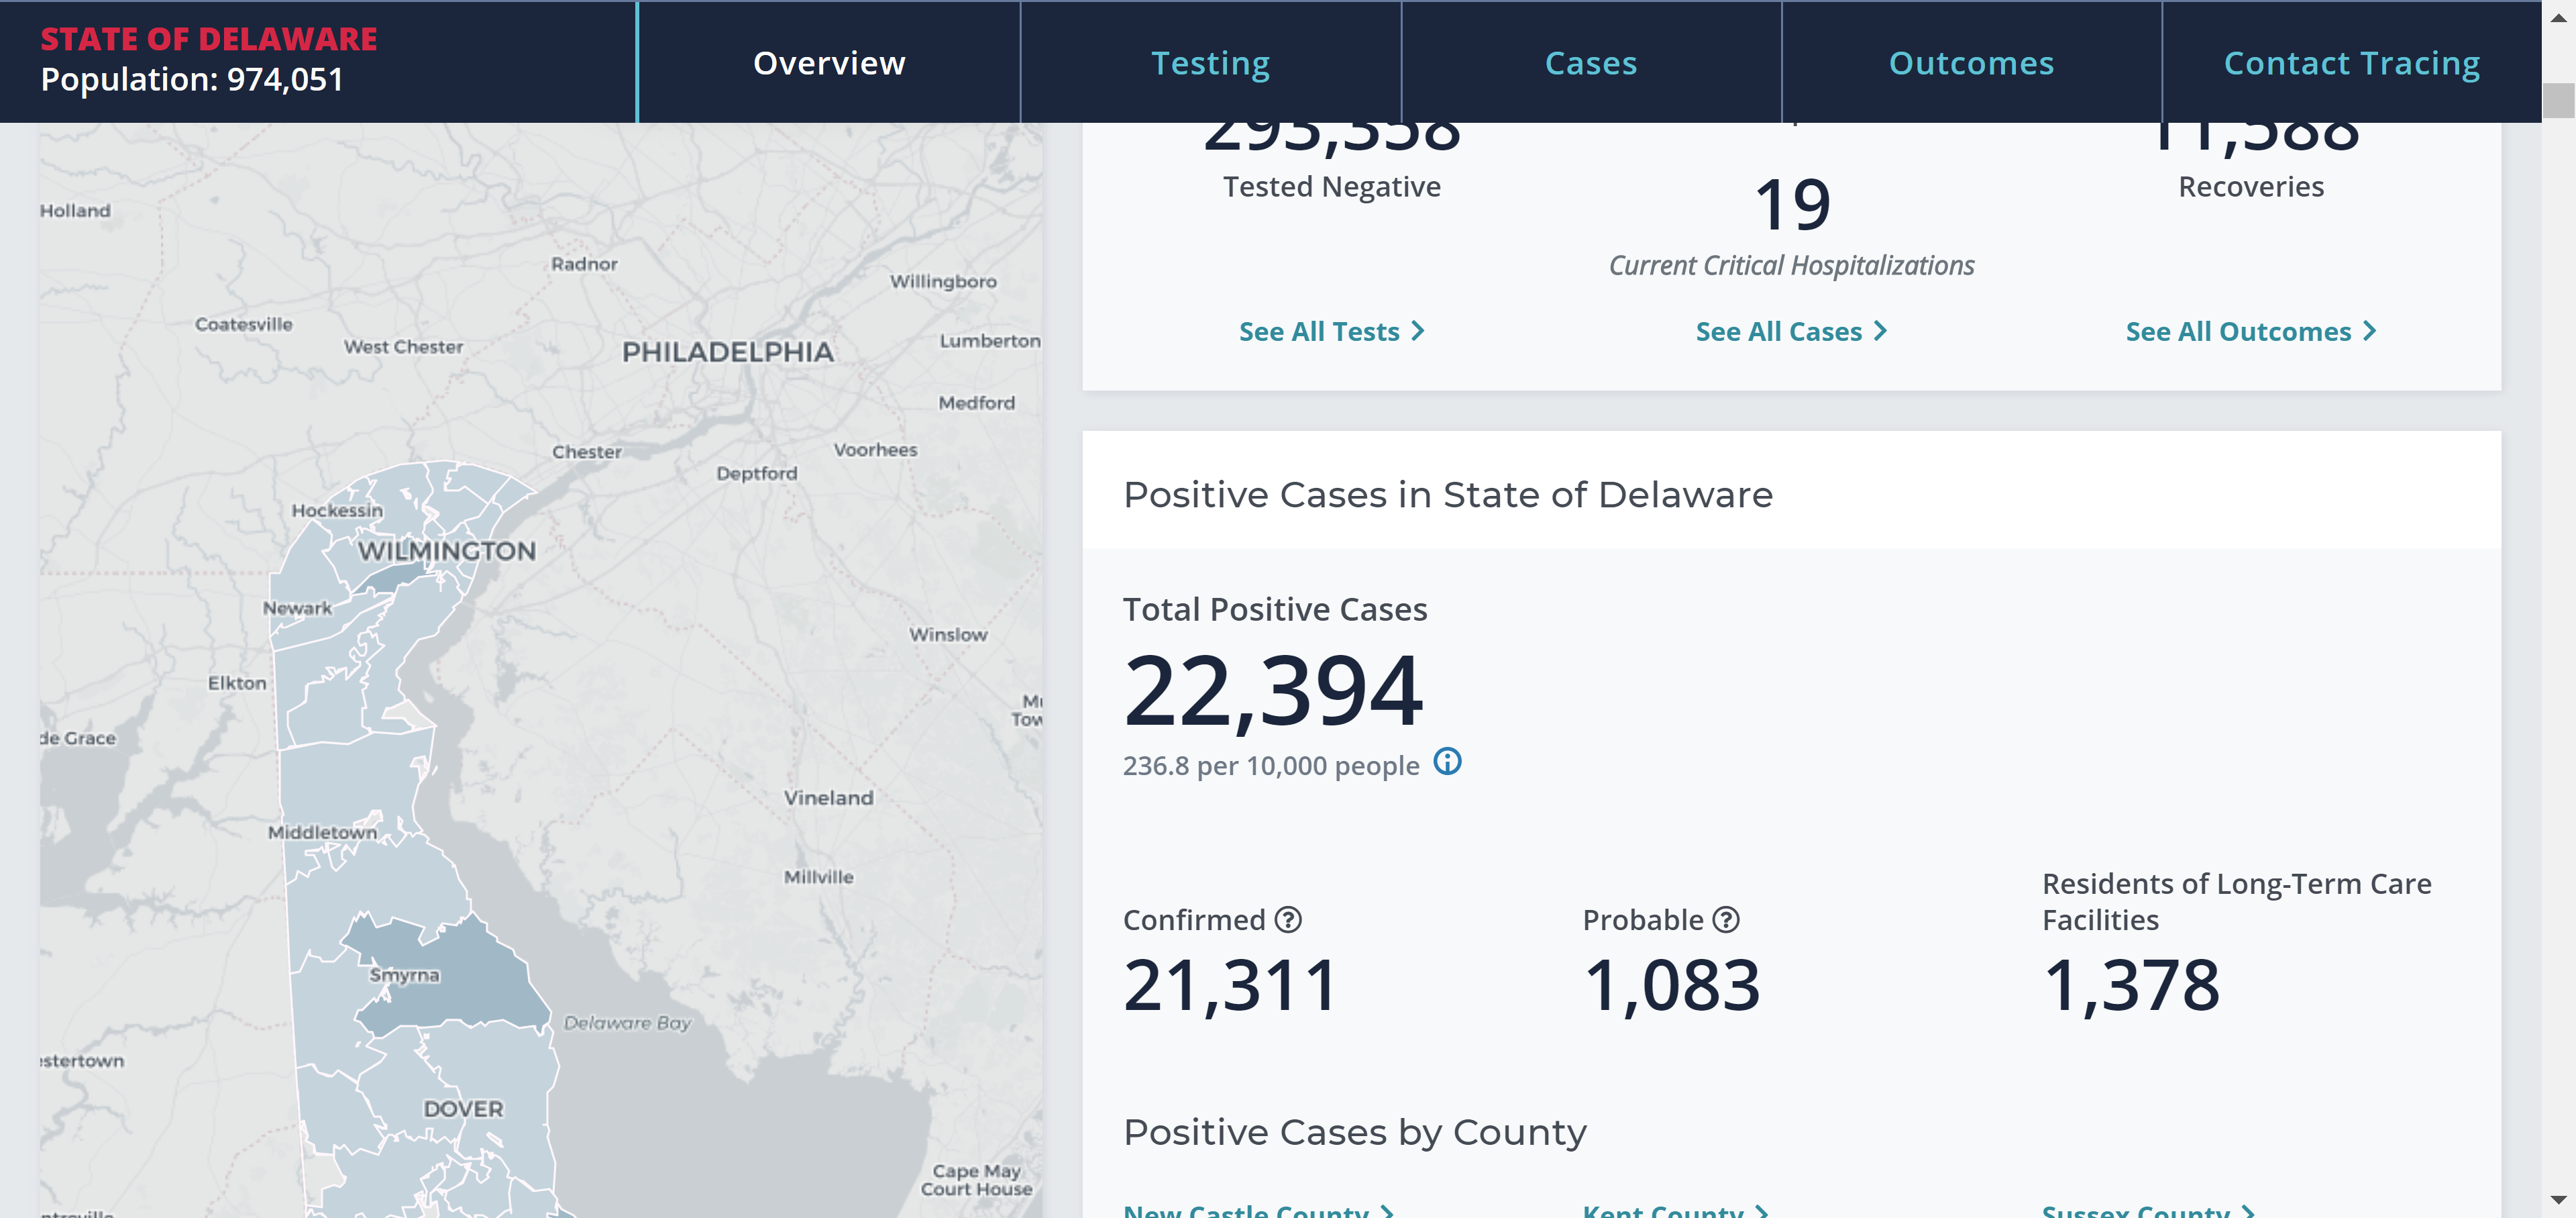 STATE OF DELAWARE
Population: 974,051
Overview
Testing
Cases
Outcomes
Contact Tracing
293,358
Tested Negative
19
Current Critical Hospitalizations
11,588
Recoveries
See All Tests
See All Cases
See All Outcomes
Positive Cases in State of Delaware
Total Positive Cases
22,394
236.8 per 10,000 people
Confirmed
21,311
Probable
1,083
Residents of Long-Term Care
Facilities
1,378
Positive Cases by County
New Castle County
Kent County
Sussex County
Holland
Radnor
Willingboro
Coatesville
West Chester
PHILADELPHIA
Lumberton
Medford
Chester
Voorhees
Deptford
Hockessin
WILMINGTON
Newark
Winslow
Elkton
de Grace
Vineland
Middletown
Millville
Smyrna
Delaware Bay
estertown
DOVER
Cape May
Court House